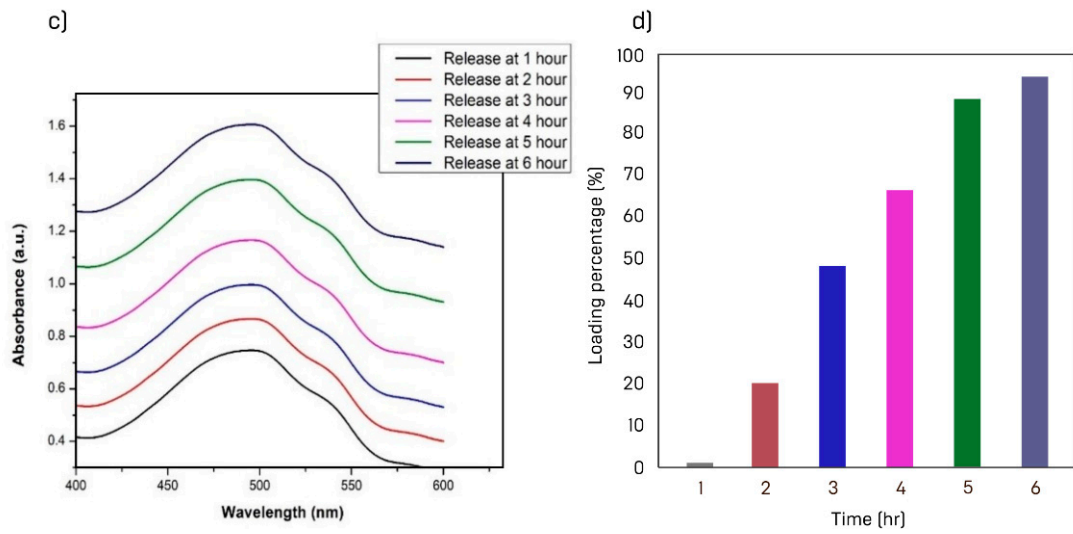 c)
Release at 1 hour
Release at 2 hour
Release at 3 hour
Release at 4 hour
Release at 5 hour
Release at 6 hour
1.6
1.4
1.2
1.0
0.8
0.6
0.4
Absorbance (a.u.)
400
450
500
550
600
Wavelength (nm)
d)
100
90
80
70
60
50
40
30
20
10
0
Loading percentage (%)
1
2
3
4
5
6
Time (hr)